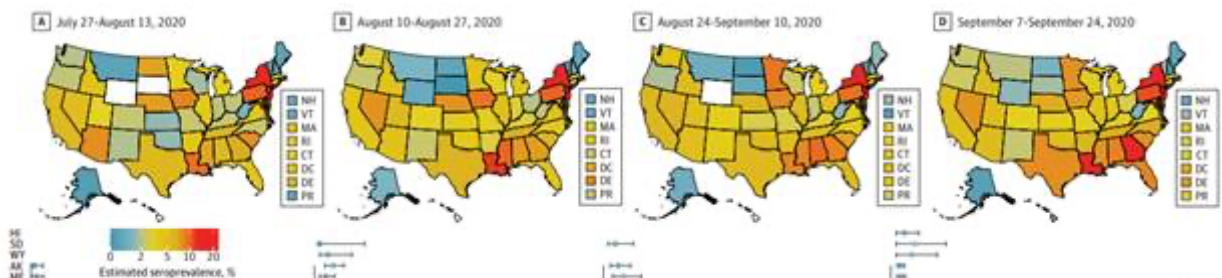 A July 27-August 13, 2020
B August 10-August 27, 2020
C August 24-September 10, 2020
D September 7-September 24, 2020
NH
VT
MA
RI
CT
DC
DE
PR
NH
VT
MA
RI
CT
DC
DE
PR
NH
VT
MA
RI
CT
DC
DE
PR
NH
VT
MA
RI
CT
DC
DE
PR
HI
SD
WY
AK
ME
0 2 5 10 20
Estimated seroprevalence, %